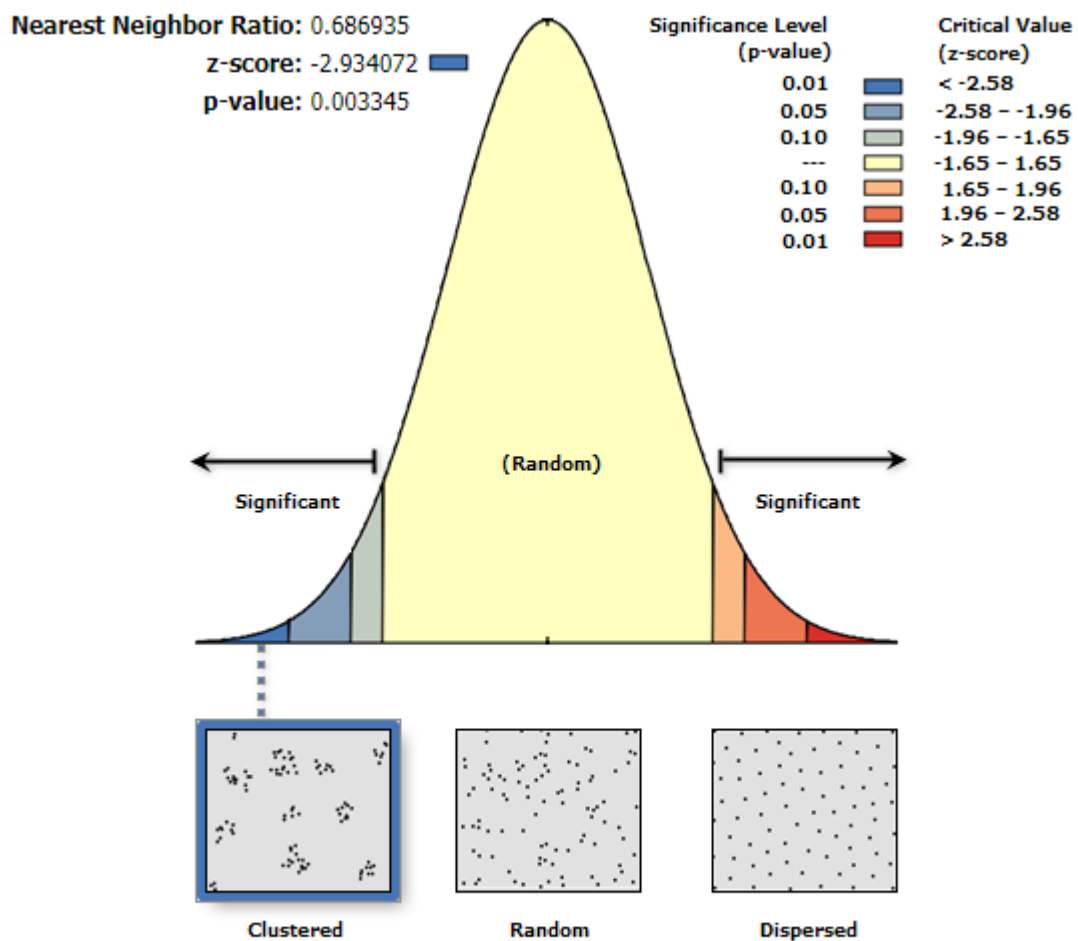 Nearest Neighbor Ratio: 0.686935
z-score: -2.934072
p-value: 0.003345
Significance Level Critical Value
(p-value) (z-score)
0.01 < -2.58
0.05 -2.58 – -1.96
0.10 -1.96 – -1.65
--- -1.65 – 1.65
0.10 1.65 – 1.96
0.05 1.96 – 2.58
0.01 > 2.58
(Random)
Significant Significant
Clustered Random Dispersed